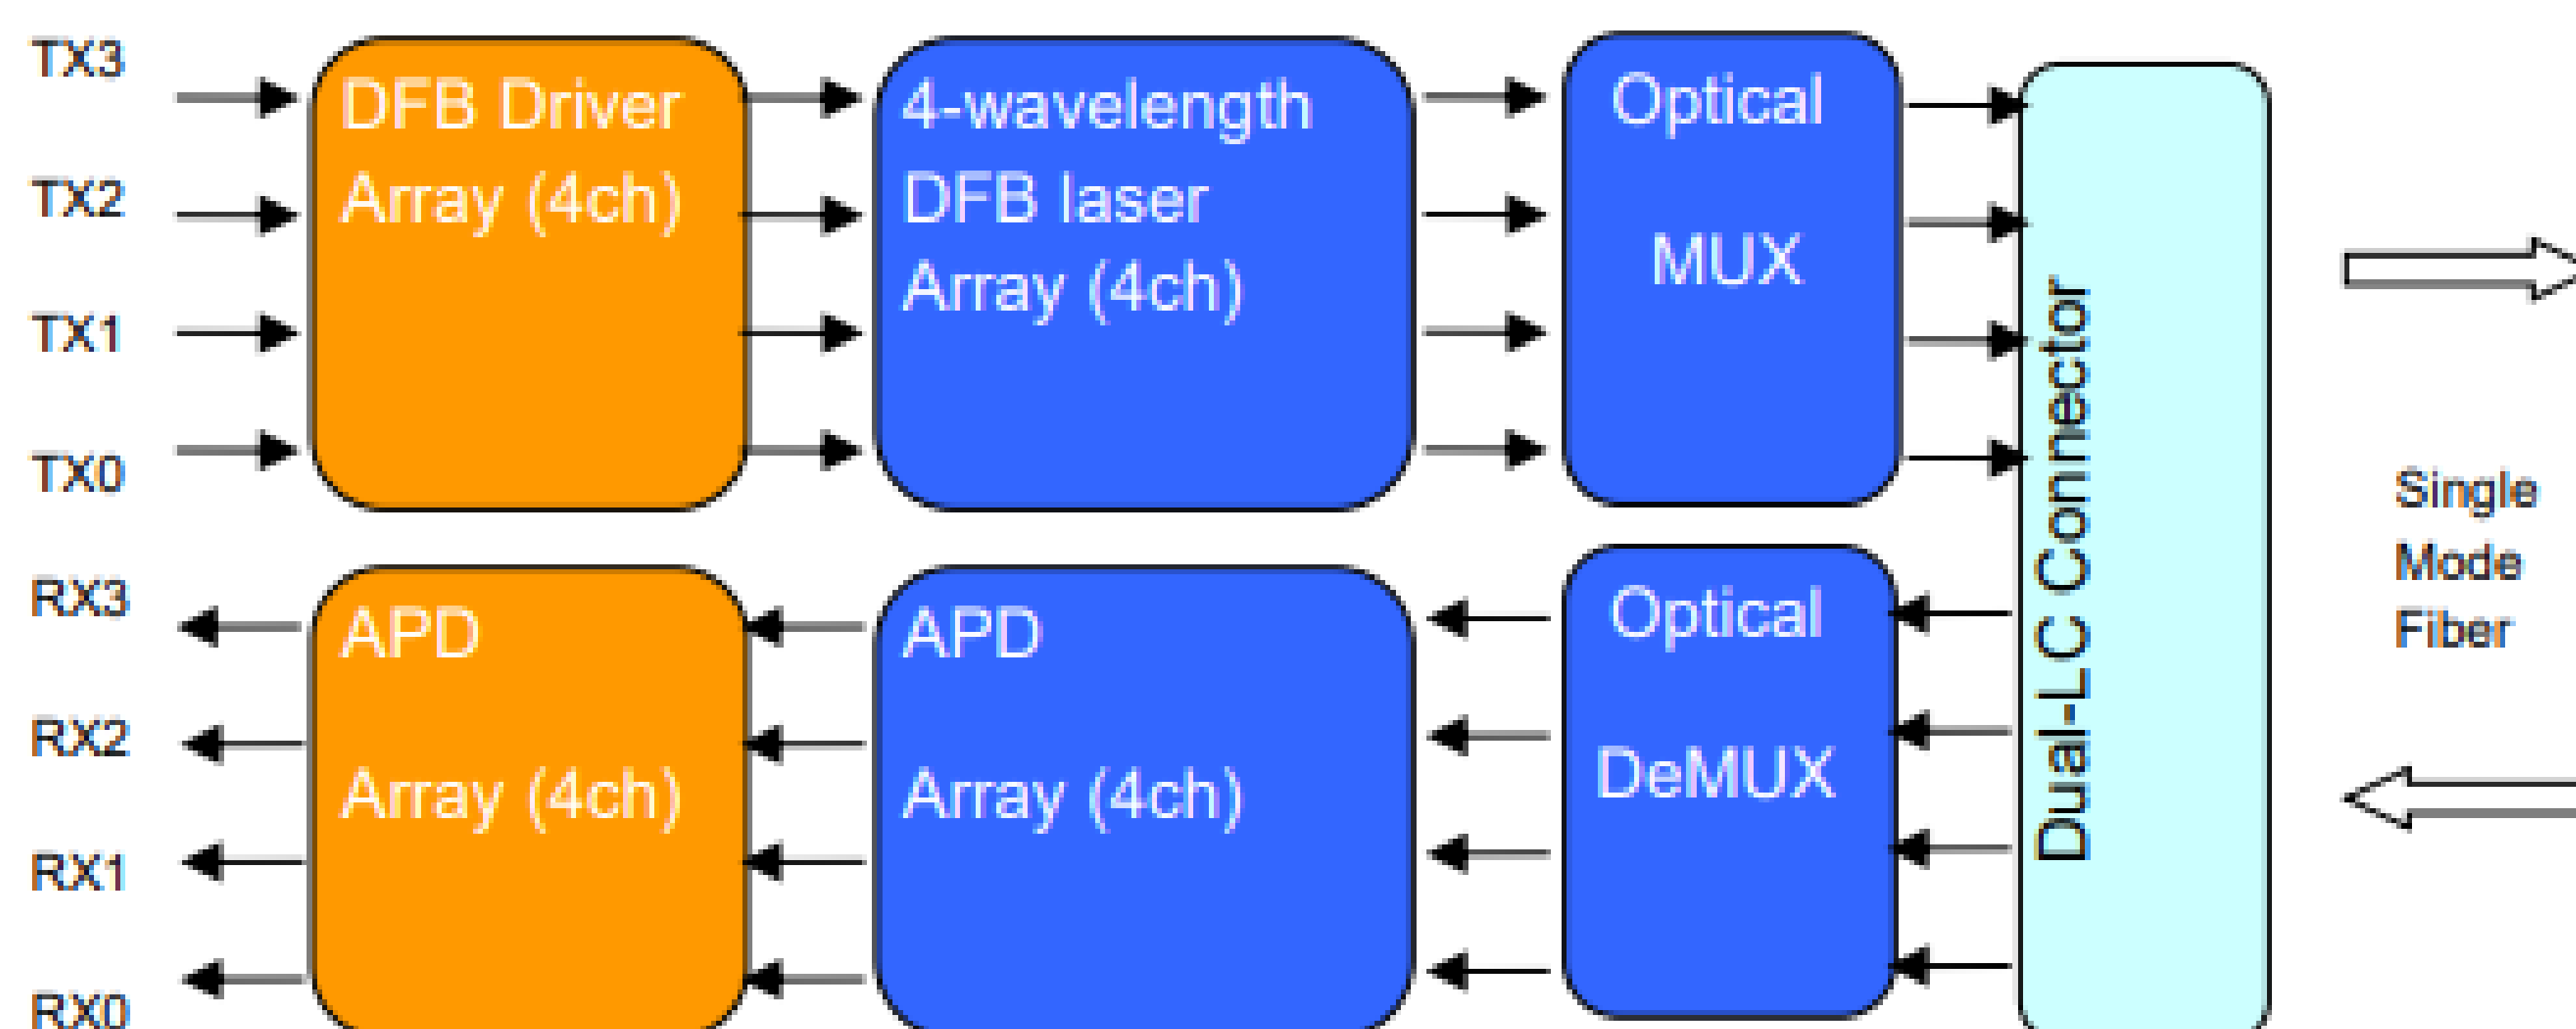 TX3
TX2
TX1
TX0
DFB Driver
Array (4ch)
4-wavelength
DFB laser
Array (4ch)
Optical
MUX
RX3
RX2
RX1
RX0
APD
Array (4ch)
APD
Array (4ch)
Optical
DeMUX
Dual-LC Connector
Single
Mode
Fiber